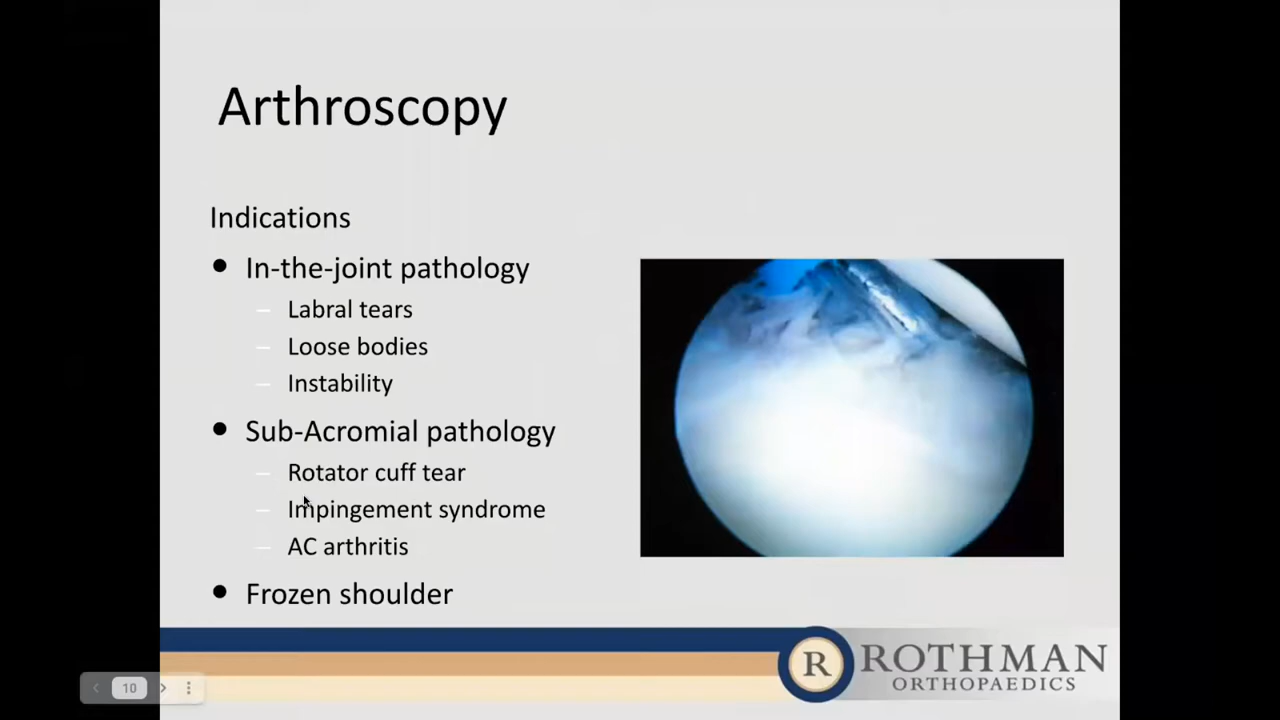 Arthroscopy
Indications
• In-the-joint pathology
– Labral tears
– Loose bodies
– Instability
• Sub-Acromial pathology
– Rotator cuff tear
– Impingement syndrome
– AC arthritis
• Frozen shoulder
R ROTHMAN
ORTHOPAEDICS
10